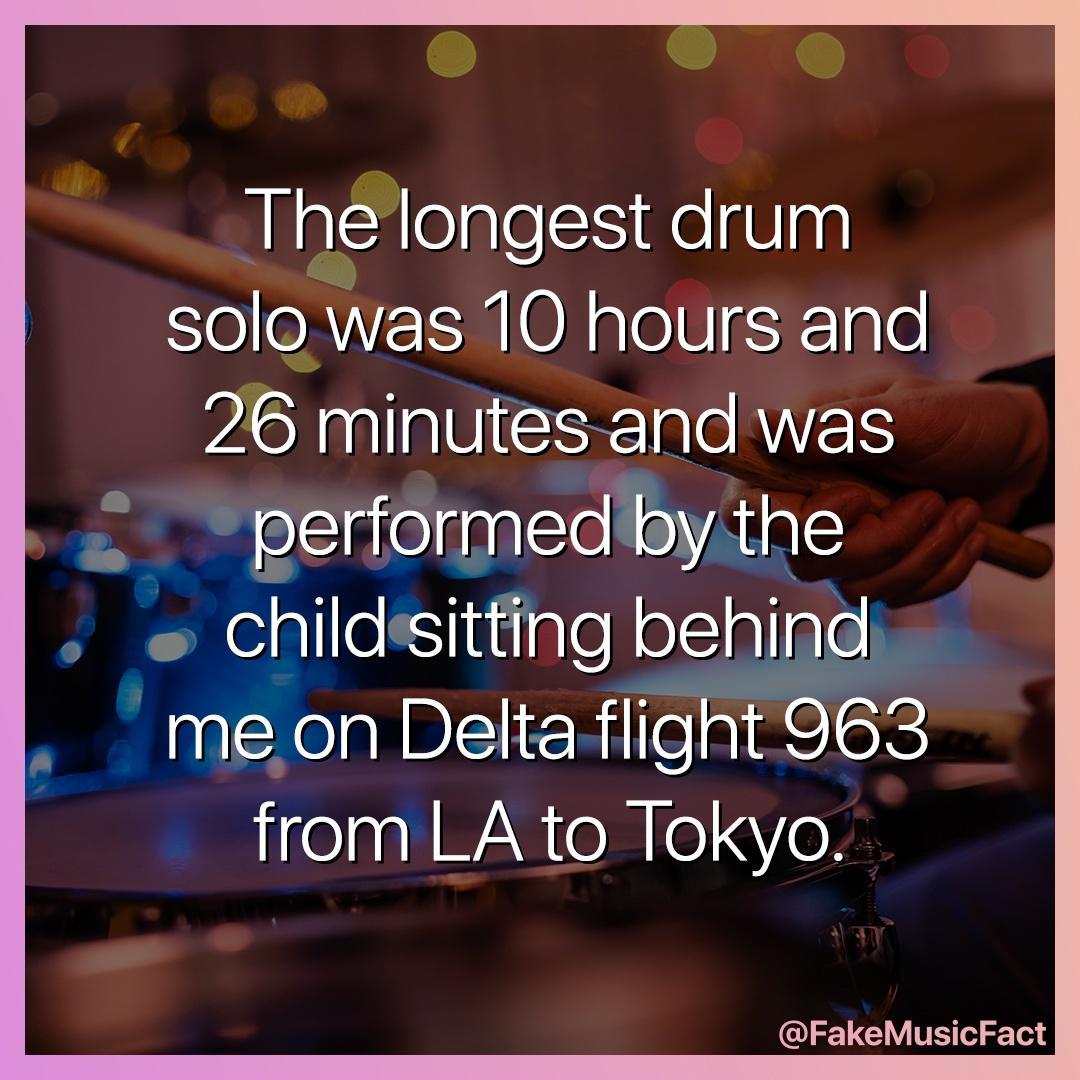 The longest drum
solo was 10 hours and
26 minutes and was
performed by the
child sitting behind
me on Delta flight 963
from LA to Tokyo.
@FakeMusicFact